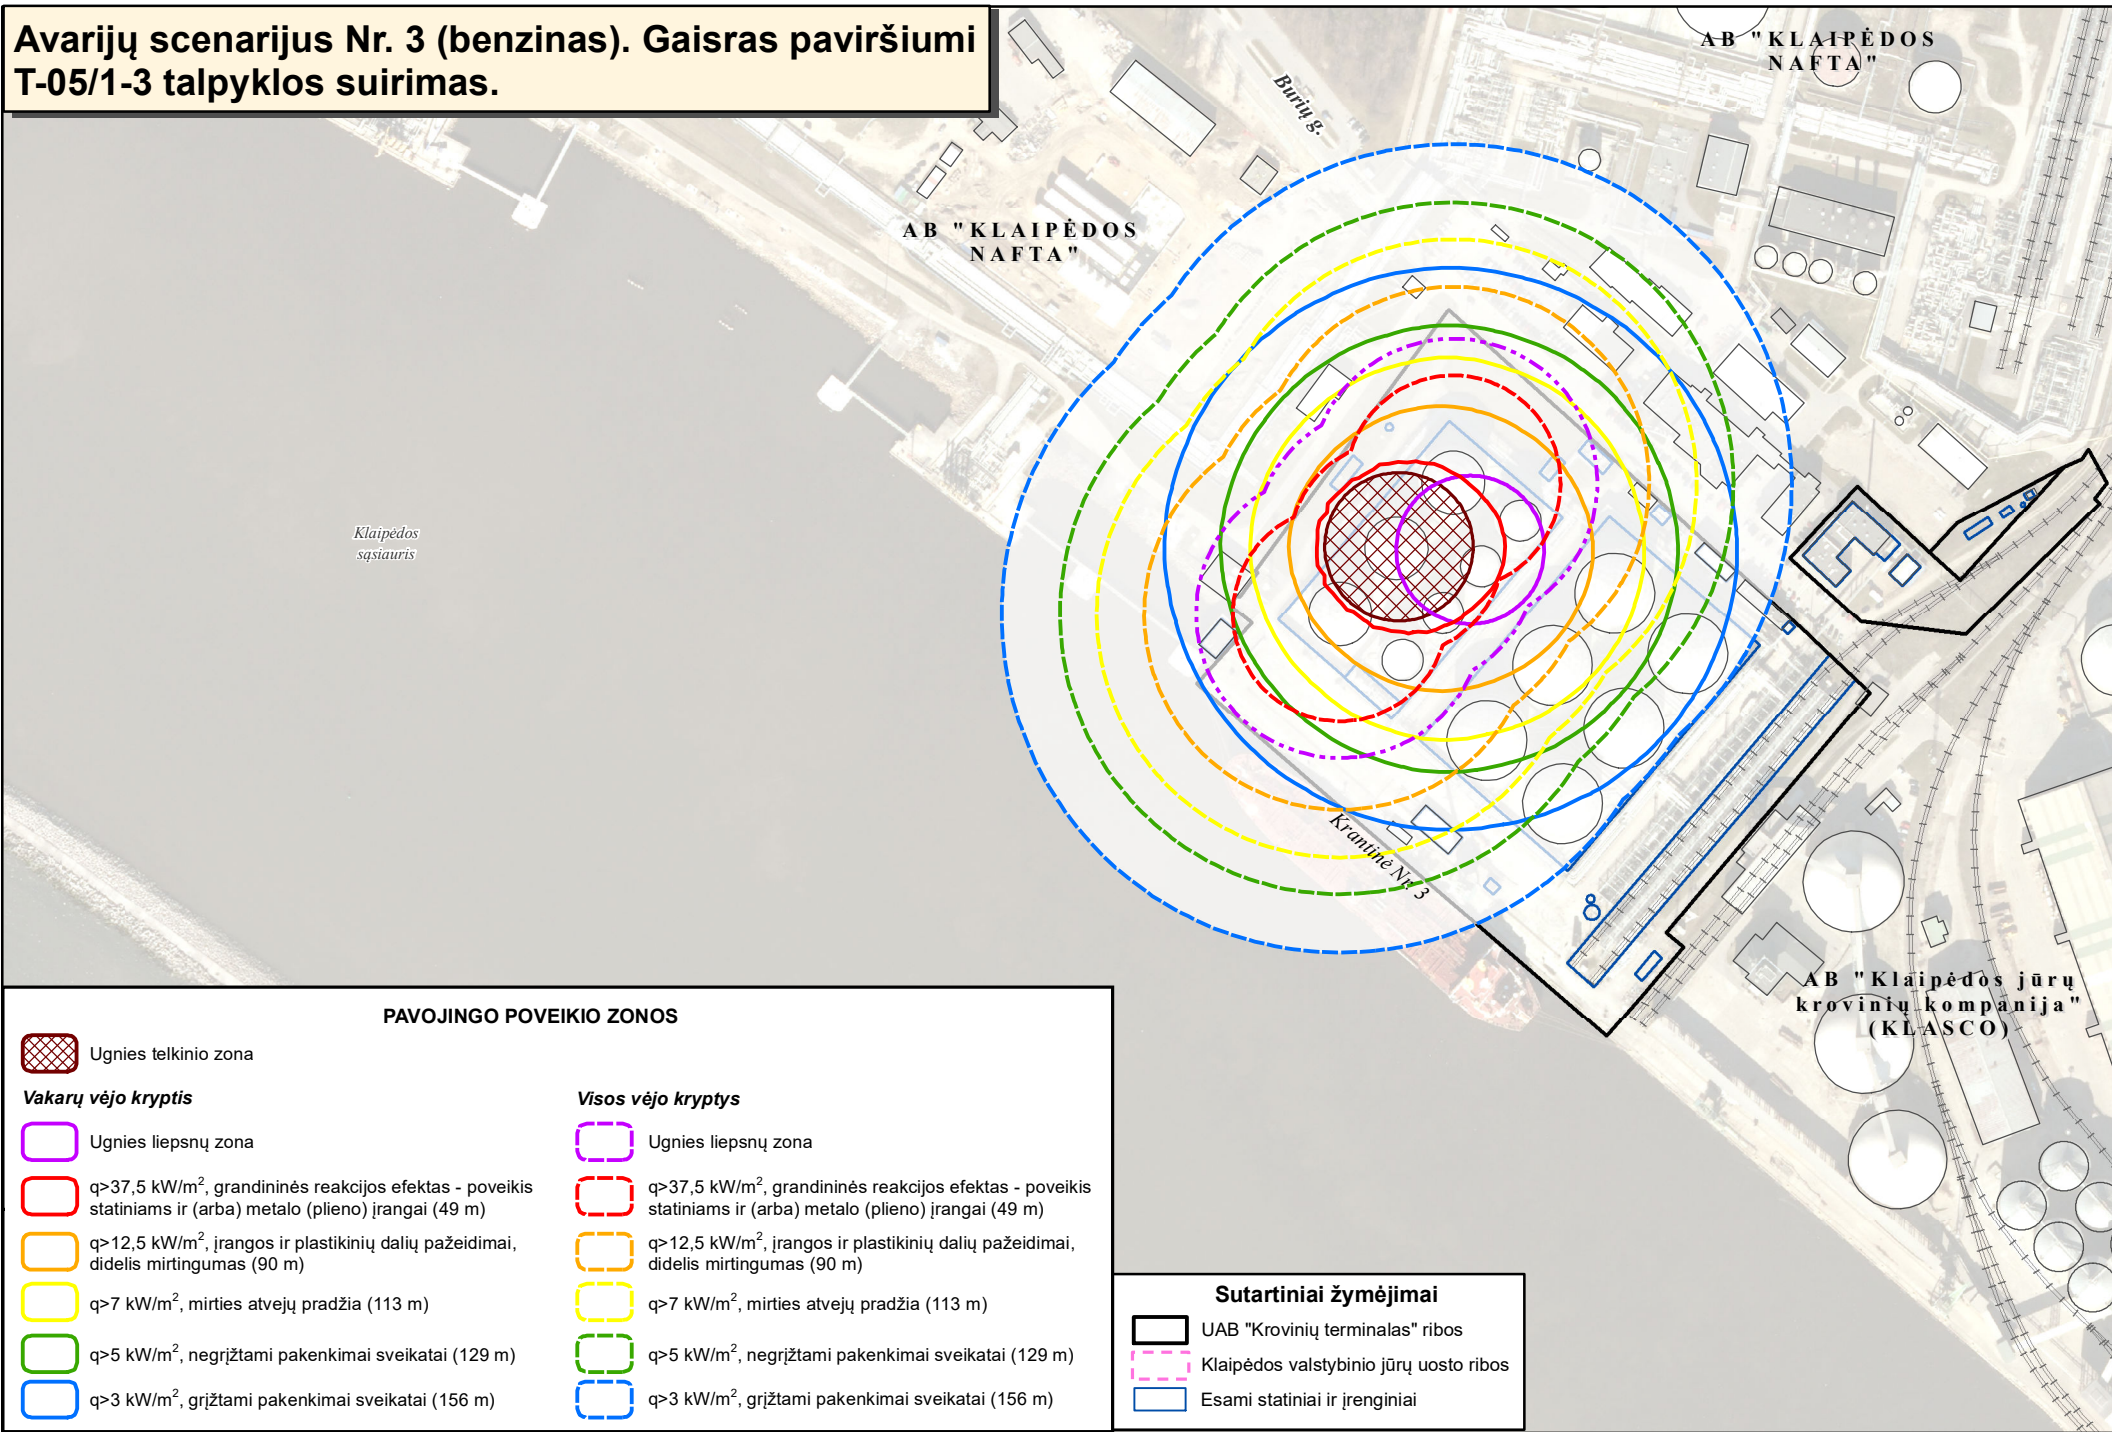 Avarijų scenarijus Nr. 3 (benzinas). Gaisras paviršiumi
T-05/1-3 talpyklos suirimas.
AB "KLAIPĖDOS
NAFTA"
Burių g.
AB "KLAIPĖDOS
NAFTA"
Klaipėdos
sąsiauris
Krantinė Nr. 3
AB "Klaipėdos jūrų
krovinių kompanija"
(KLASCO)
PAVOJINGO POVEIKIO ZONOS
Ugnies telkinio zona
Vakarų vėjo kryptis
Ugnies liepsnų zona
q>37,5 kW/m², grandininės reakcijos efektas - poveikis
statiniams ir (arba) metalo (plieno) įrangai (49 m)
q>12,5 kW/m², įrangos ir plastikinių dalių pažeidimai,
didelis mirtingumas (90 m)
q>7 kW/m², mirties atvejų pradžia (113 m)
q>5 kW/m², negrįžtami pakenkimai sveikatai (129 m)
q>3 kW/m², grįžtami pakenkimai sveikatai (156 m)
Visos vėjo kryptys
Ugnies liepsnų zona
q>37,5 kW/m², grandininės reakcijos efektas - poveikis
statiniams ir (arba) metalo (plieno) įrangai (49 m)
q>12,5 kW/m², įrangos ir plastikinių dalių pažeidimai,
didelis mirtingumas (90 m)
q>7 kW/m², mirties atvejų pradžia (113 m)
q>5 kW/m², negrįžtami pakenkimai sveikatai (129 m)
q>3 kW/m², grįžtami pakenkimai sveikatai (156 m)
Sutartiniai žymėjimai
UAB "Krovinių terminalas" ribos
Klaipėdos valstybinio jūrų uosto ribos
Esami statiniai ir įrenginiai